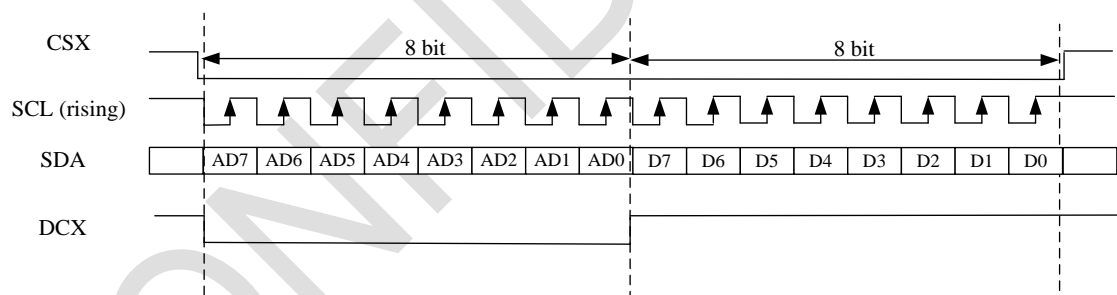 CSX
8 bit
8 bit
SCL (rising)
SDA
AD7 AD6 AD5 AD4 AD3 AD2 AD1 AD0 D7 D6 D5 D4 D3 D2 D1 D0
DCX